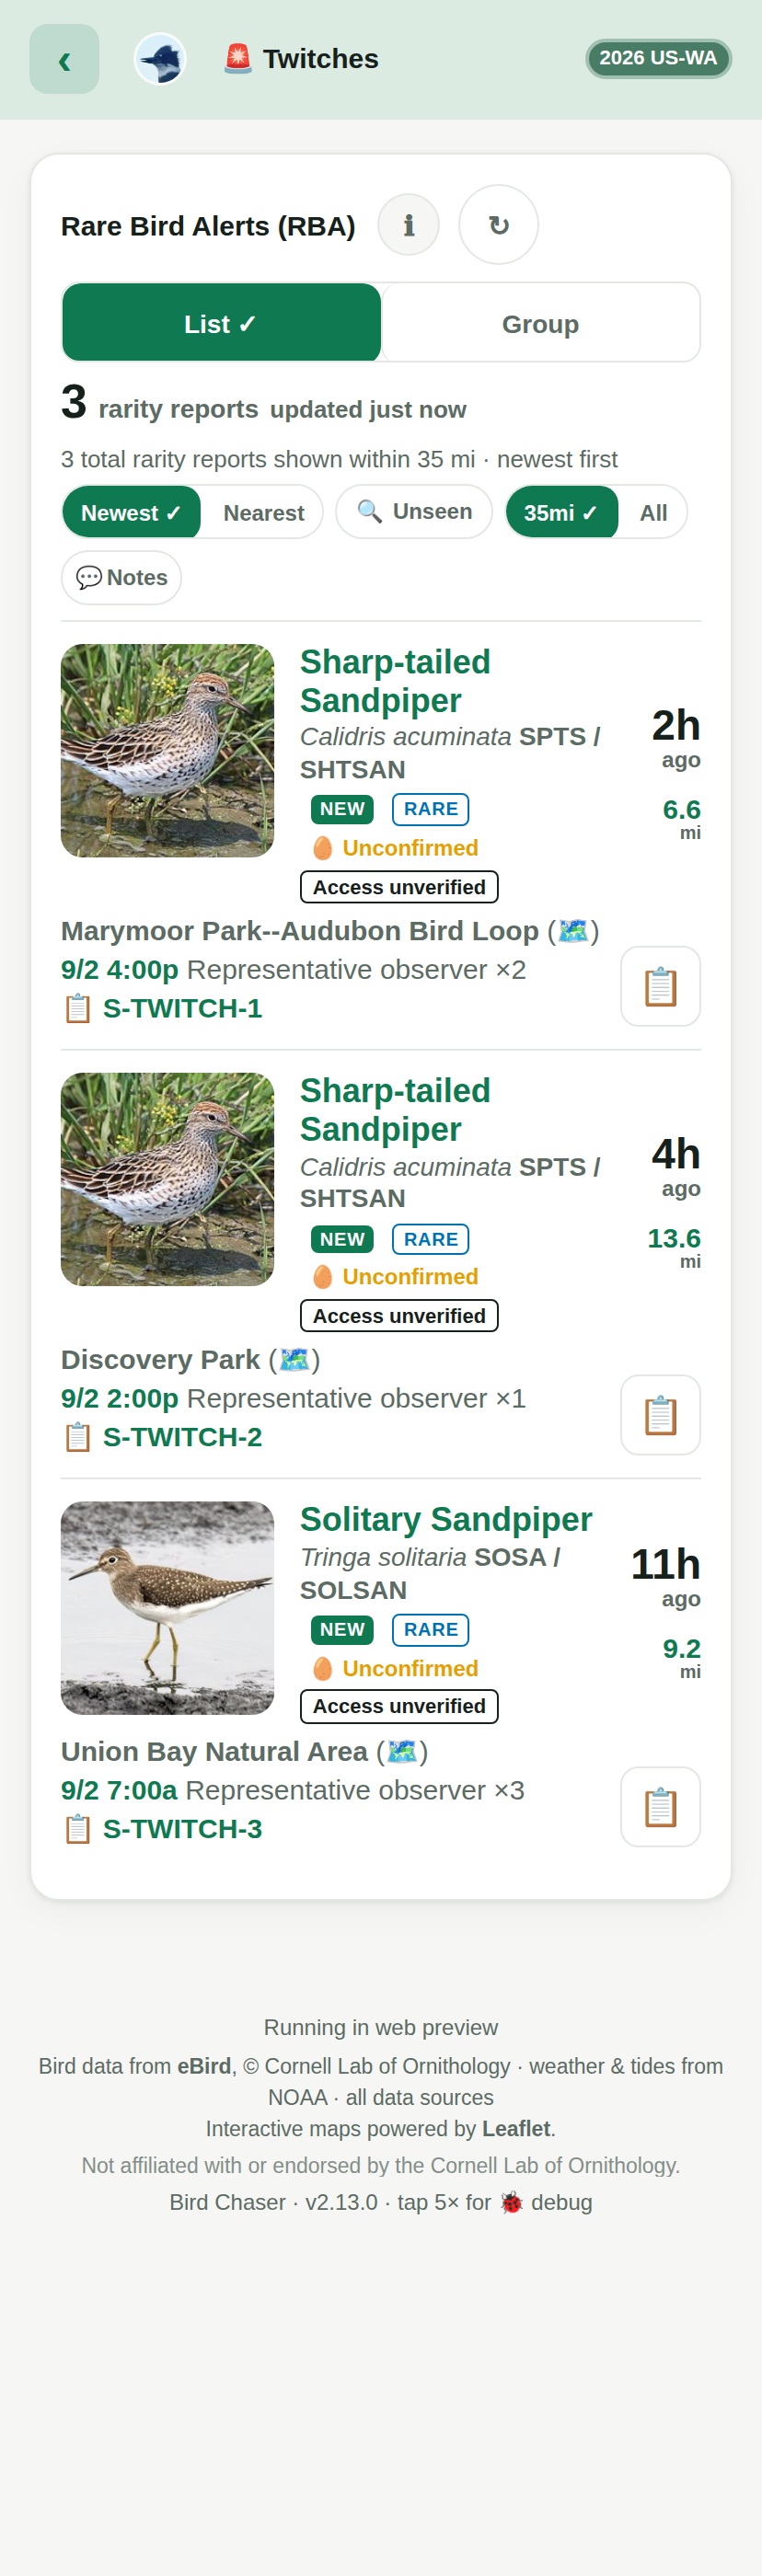 ‹ 🚨 Twitches 2026 US-WA
Rare Bird Alerts (RBA) ℹ ↻
List ✓ Group
3 rarity reports updated just now
3 total rarity reports shown within 35 mi · newest first
Newest ✓ Nearest 🔍 Unseen 35mi ✓ All
💬 Notes
Sharp-tailed
Sandpiper
Calidris acuminata SPTS /
SHTSAN
NEW RARE
🥚 Unconfirmed
Access unverified
2h
ago
6.6
mi
Marymoor Park--Audubon Bird Loop (🗺️)
9/2 4:00p Representative observer ×2
📋 S-TWITCH-1
📋
Sharp-tailed
Sandpiper
Calidris acuminata SPTS /
SHTSAN
NEW RARE
🥚 Unconfirmed
Access unverified
4h
ago
13.6
mi
Discovery Park (🗺️)
9/2 2:00p Representative observer ×1
📋 S-TWITCH-2
📋
Solitary Sandpiper
Tringa solitaria SOSA /
SOLSAN
NEW RARE
🥚 Unconfirmed
Access unverified
11h
ago
9.2
mi
Union Bay Natural Area (🗺️)
9/2 7:00a Representative observer ×3
📋 S-TWITCH-3
📋
Running in web preview
Bird data from eBird, © Cornell Lab of Ornithology · weather & tides from
NOAA · all data sources
Interactive maps powered by Leaflet.
Not affiliated with or endorsed by the Cornell Lab of Ornithology.
Bird Chaser · v2.13.0 · tap 5× for 🐞 debug